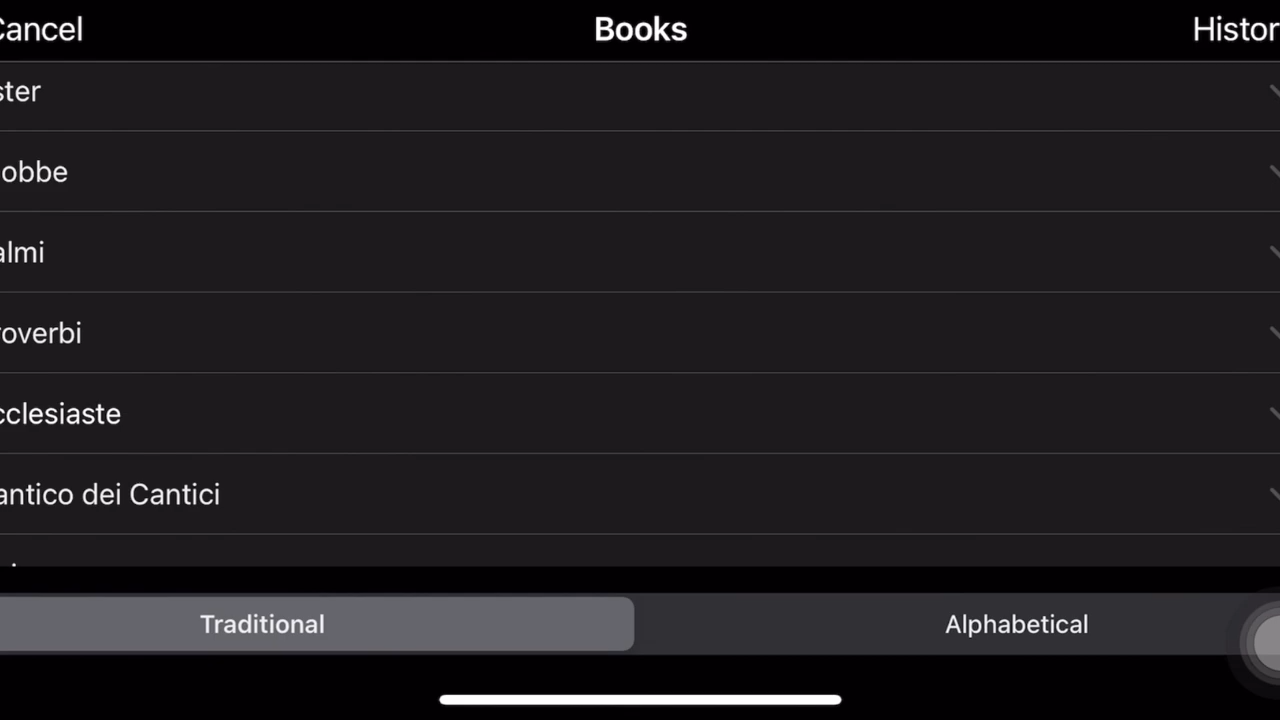 Cancel
Books
Histor
ster
obbe
almi
roverbi
cclesiaste
antico dei Cantici
Traditional
Alphabetical